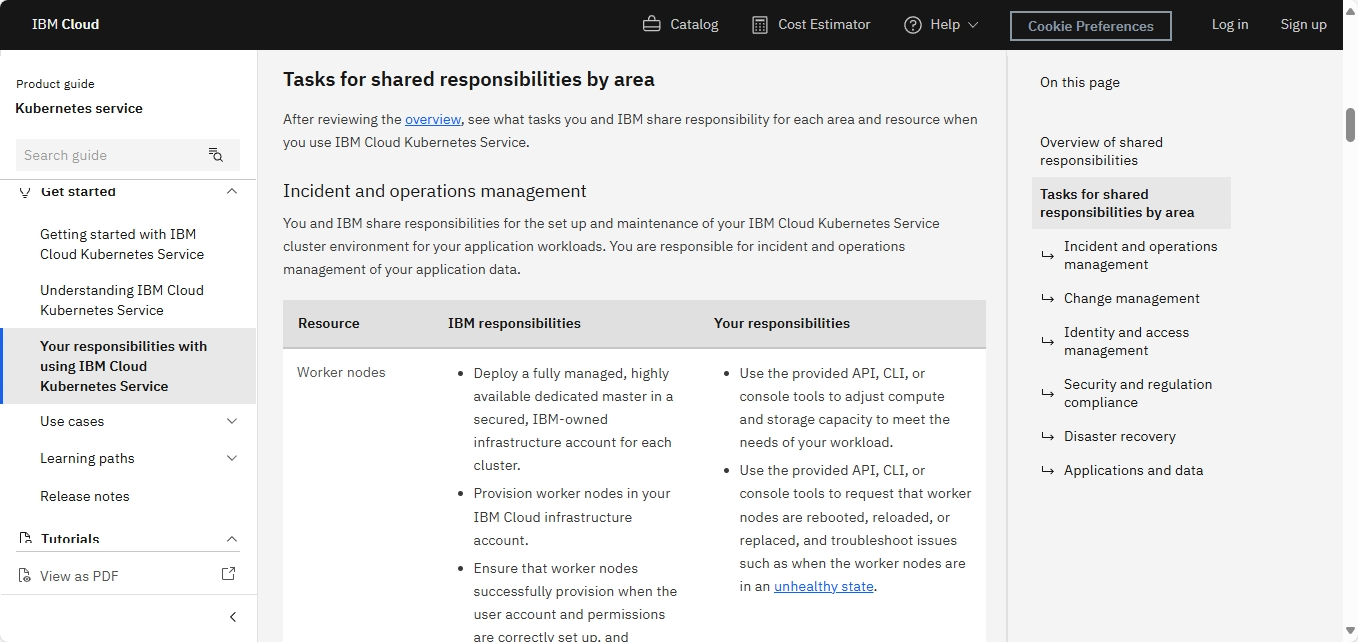 IBM Cloud
Catalog
Cost Estimator
Help
Cookie Preferences
Log in
Sign up
Product guide
Kubernetes service
Search guide
Get started
Getting started with IBM
Cloud Kubernetes Service
Understanding IBM Cloud
Kubernetes Service
Your responsibilities with
using IBM Cloud
Kubernetes Service
Use cases
Learning paths
Release notes
Tutorials
View as PDF
Tasks for shared responsibilities by area
After reviewing the overview, see what tasks you and IBM share responsibility for each area and resource when
you use IBM Cloud Kubernetes Service.
Incident and operations management
You and IBM share responsibilities for the set up and maintenance of your IBM Cloud Kubernetes Service
cluster environment for your application workloads. You are responsible for incident and operations
management of your application data.
Resource
IBM responsibilities
Your responsibilities
Worker nodes
• Deploy a fully managed, highly
available dedicated master in a
secured, IBM-owned
infrastructure account for each
cluster.
• Provision worker nodes in your
IBM Cloud infrastructure
account.
• Ensure that worker nodes
successfully provision when the
user account and permissions
are correctly set up, and
• Use the provided API, CLI, or
console tools to adjust compute
and storage capacity to meet the
needs of your workload.
• Use the provided API, CLI, or
console tools to request that worker
nodes are rebooted, reloaded, or
replaced, and troubleshoot issues
such as when the worker nodes are
in an unhealthy state.
On this page
Overview of shared
responsibilities
Tasks for shared
responsibilities by area
Incident and operations
management
Change management
Identity and access
management
Security and regulation
compliance
Disaster recovery
Applications and data